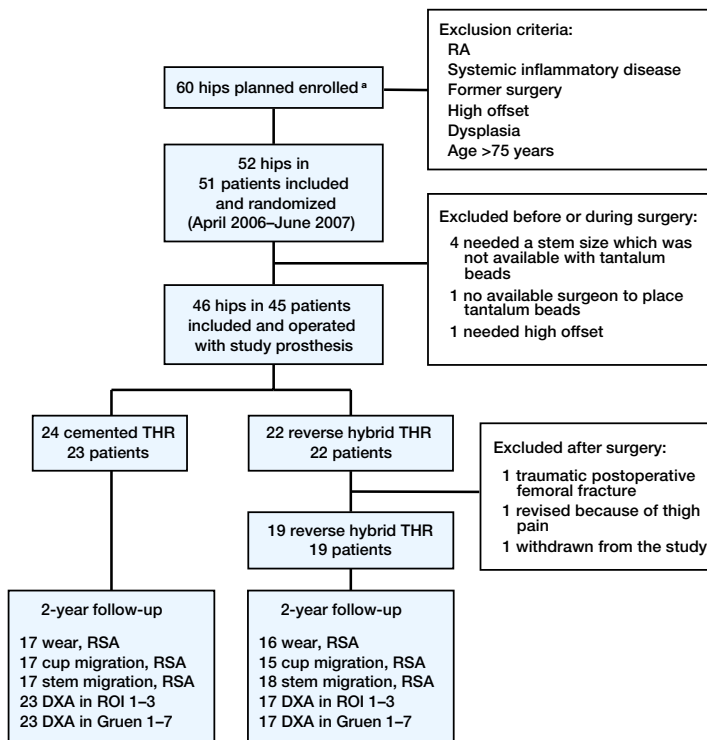 Exclusion criteria:
RA
Systemic inflammatory disease
Former surgery
High offset
Dysplasia
Age >75 years
60 hips planned enrolled a
52 hips in
51 patients included
and randomized
(April 2006–June 2007)
Excluded before or during surgery:
4 needed a stem size which was
not available with tantalum
beads
1 no available surgeon to place
tantalum beads
1 needed high offset
46 hips in 45 patients
included and operated
with study prosthesis
24 cemented THR
23 patients
22 reverse hybrid THR
22 patients
Excluded after surgery:
1 traumatic postoperative
femoral fracture
1 revised because of thigh
pain
1 withdrawn from the study
19 reverse hybrid THR
19 patients
2-year follow-up
17 wear, RSA
17 cup migration, RSA
17 stem migration, RSA
23 DXA in ROI 1–3
23 DXA in Gruen 1–7
2-year follow-up
16 wear, RSA
15 cup migration, RSA
18 stem migration, RSA
17 DXA in ROI 1–3
17 DXA in Gruen 1–7